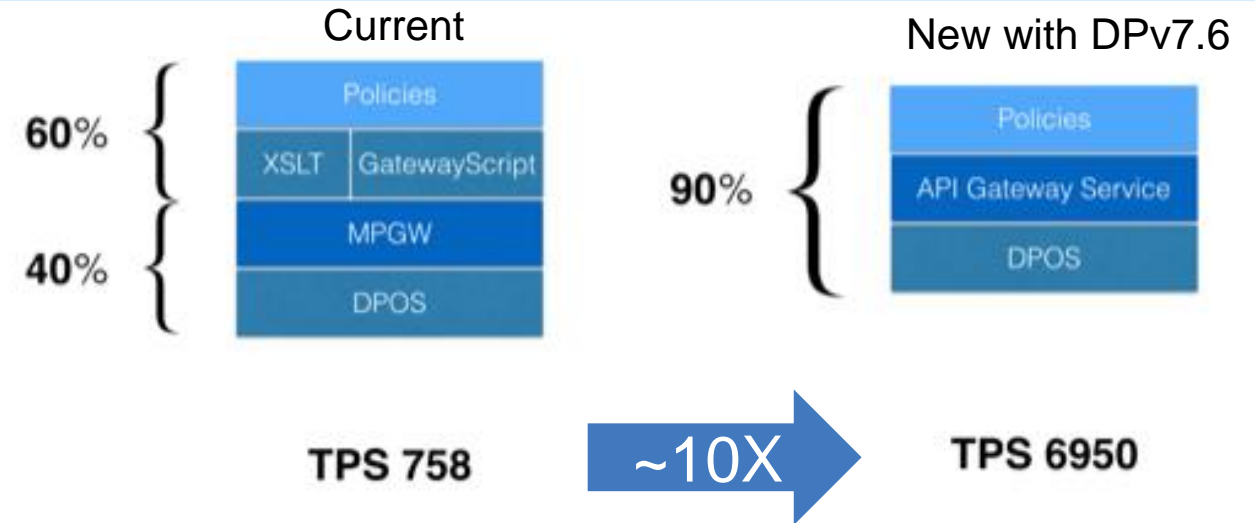 Current
60%
40%
Policies
XSLT GatewayScript
MPGW
DPOS
TPS 758
~10X
New with DPv7.6
90%
Policies
API Gateway Service
DPOS
TPS 6950